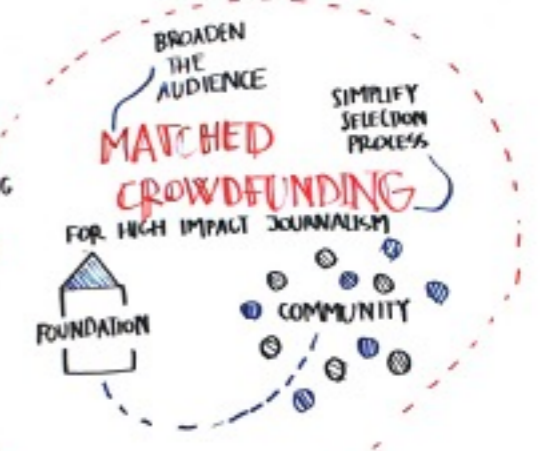 BROADEN
THE
AUDIENCE
SIMPLIFY
SELECTION
PROCESS
MATCHED
CROWDFUNDING
FOR HIGH IMPACT JOURNALISM
FOUNDATION
COMMUNITY